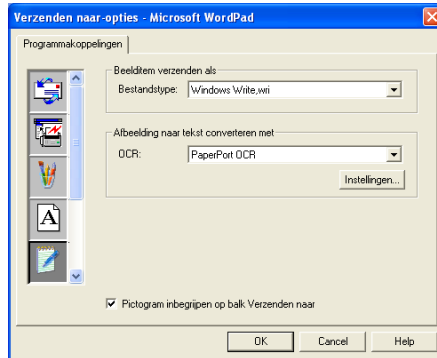 Verzenden naar-opties - Microsoft WordPad
Programmakoppelingen
Beelditem verzenden als
Bestandstype: Windows Write,wri
Afbeelding naar tekst converteren met
OCR: PaperPort OCR
Instellingen...
A
Pictogram inbegrijpen op balk Verzenden naar
OK Cancel Help